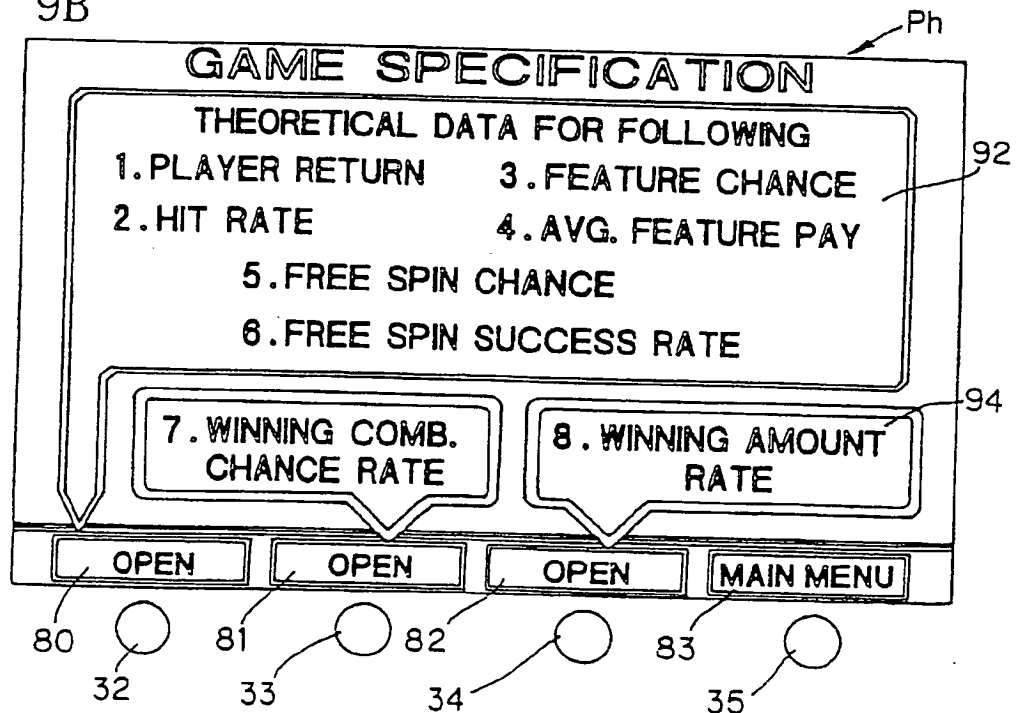 9B
Ph
GAME SPECIFICATION
THEORETICAL DATA FOR FOLLOWING
92
1. PLAYER RETURN 3. FEATURE CHANCE
2. HIT RATE 4. AVG. FEATURE PAY
5. FREE SPIN CHANCE
6. FREE SPIN SUCCESS RATE
94
7. WINNING COMB.
CHANCE RATE
8. WINNING AMOUNT
RATE
OPEN OPEN OPEN MAIN MENU
80 81 82 83
32 33 34 35